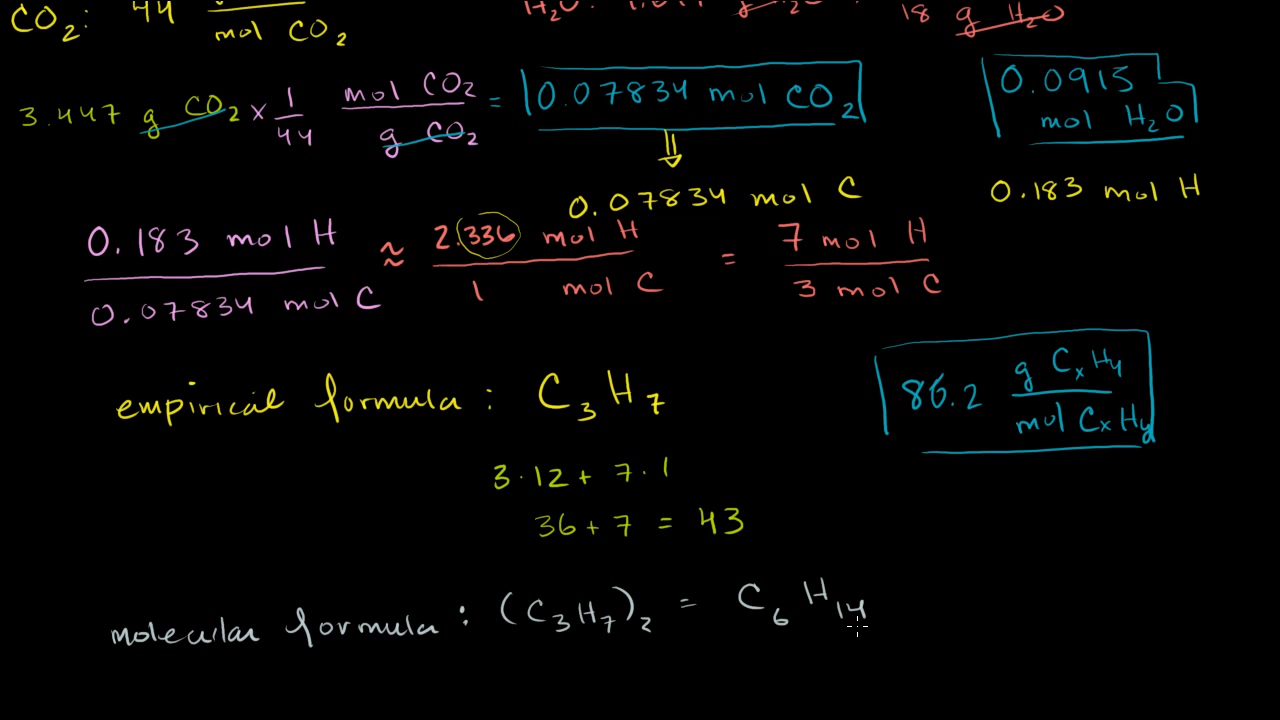 CO₂: 44 mol CO₂
H₂O: 18 g H₂O
3.447 g CO₂ × 1/44 mol CO₂/g CO₂ = 0.07834 mol CO₂
0.0915 mol H₂O
⇓
0.07834 mol C
0.183 mol H
0.183 mol H / 0.07834 mol C ≈ 2.336 mol H / 1 mol C = 7 mol H / 3 mol C
empirical formula: C₃H₇
86.2 g CₓHy / mol CₓHy
3·12 + 7·1
36 + 7 = 43
molecular formula: (C₃H₇)₂ = C₆H₁₄